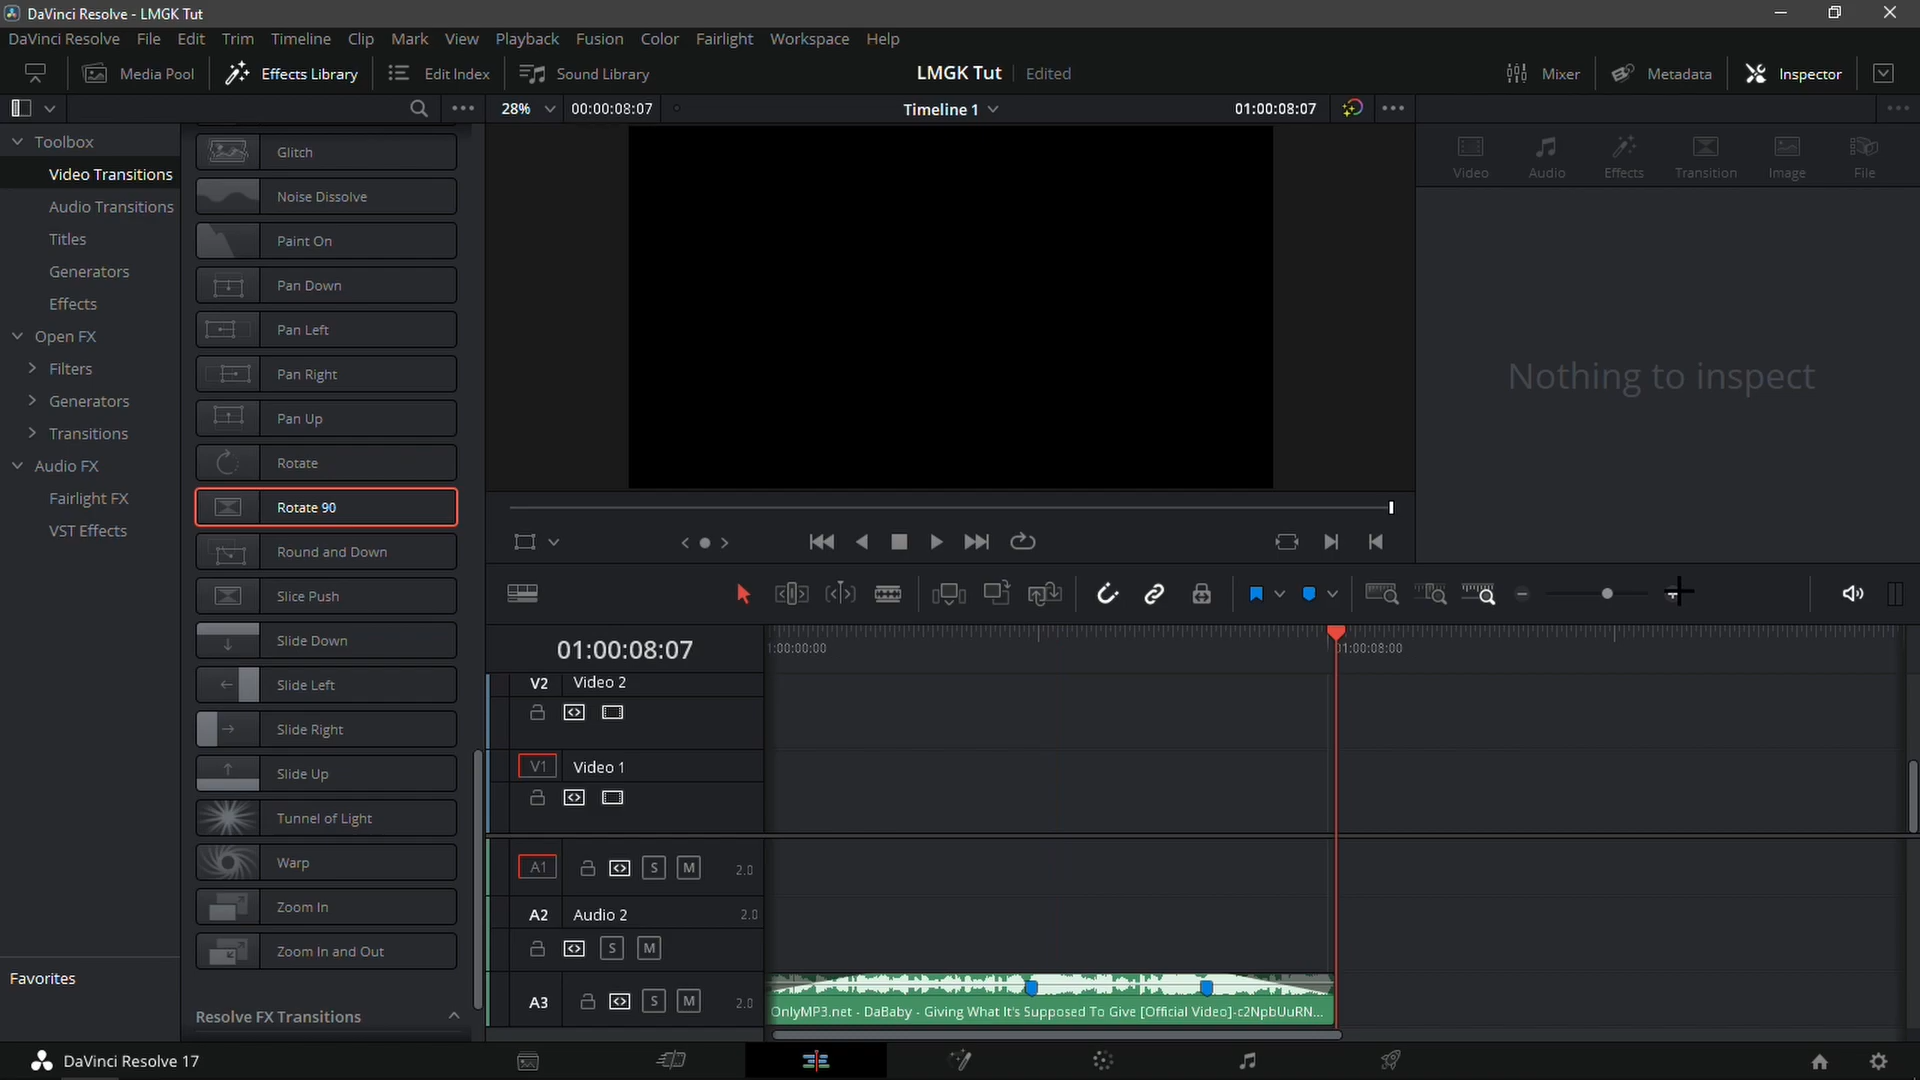 DaVinci Resolve - LMGK Tut
DaVinci Resolve File Edit Trim Timeline Clip Mark View Playback Fusion Color Fairlight Workspace Help
Media Pool Effects Library Edit Index Sound Library LMGK Tut Edited Mixer Metadata Inspector
28% 00:00:08:07 Timeline 1 01:00:08:07
Toolbox
Video Transitions
Audio Transitions
Titles
Generators
Effects
Open FX
Filters
Generators
Transitions
Audio FX
Fairlight FX
VST Effects
Favorites
Glitch
Noise Dissolve
Paint On
Pan Down
Pan Left
Pan Right
Pan Up
Rotate
Rotate 90
Round and Down
Slice Push
Slide Down
Slide Left
Slide Right
Slide Up
Tunnel of Light
Warp
Zoom In
Zoom In and Out
Resolve FX Transitions
Video Audio Effects Transition Image File
Nothing to inspect
01:00:08:07
1:00:00:00 01:00:08:00
V2 Video 2
V1 Video 1
A1 S M 2.0
A2 Audio 2 2.0
S M
A3 S M 2.0
OnlyMP3.net - DaBaby - Giving What It's Supposed To Give [Official Video]-c2NpbUuRN...
DaVinci Resolve 17